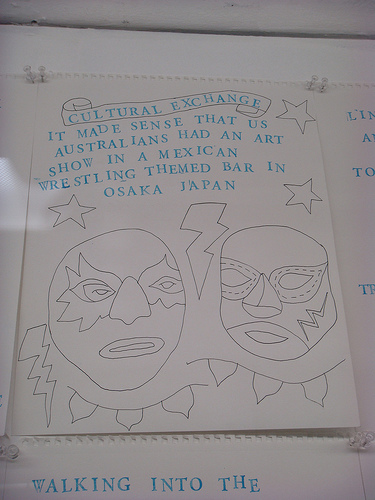 CULTURAL EXCHANGE
IT MADE SENSE THAT US
AUSTRALIANS HAD AN ART
SHOW IN A MEXICAN
WRESTLING THEMED BAR IN
OSAKA JAPAN
WALKING INTO THE